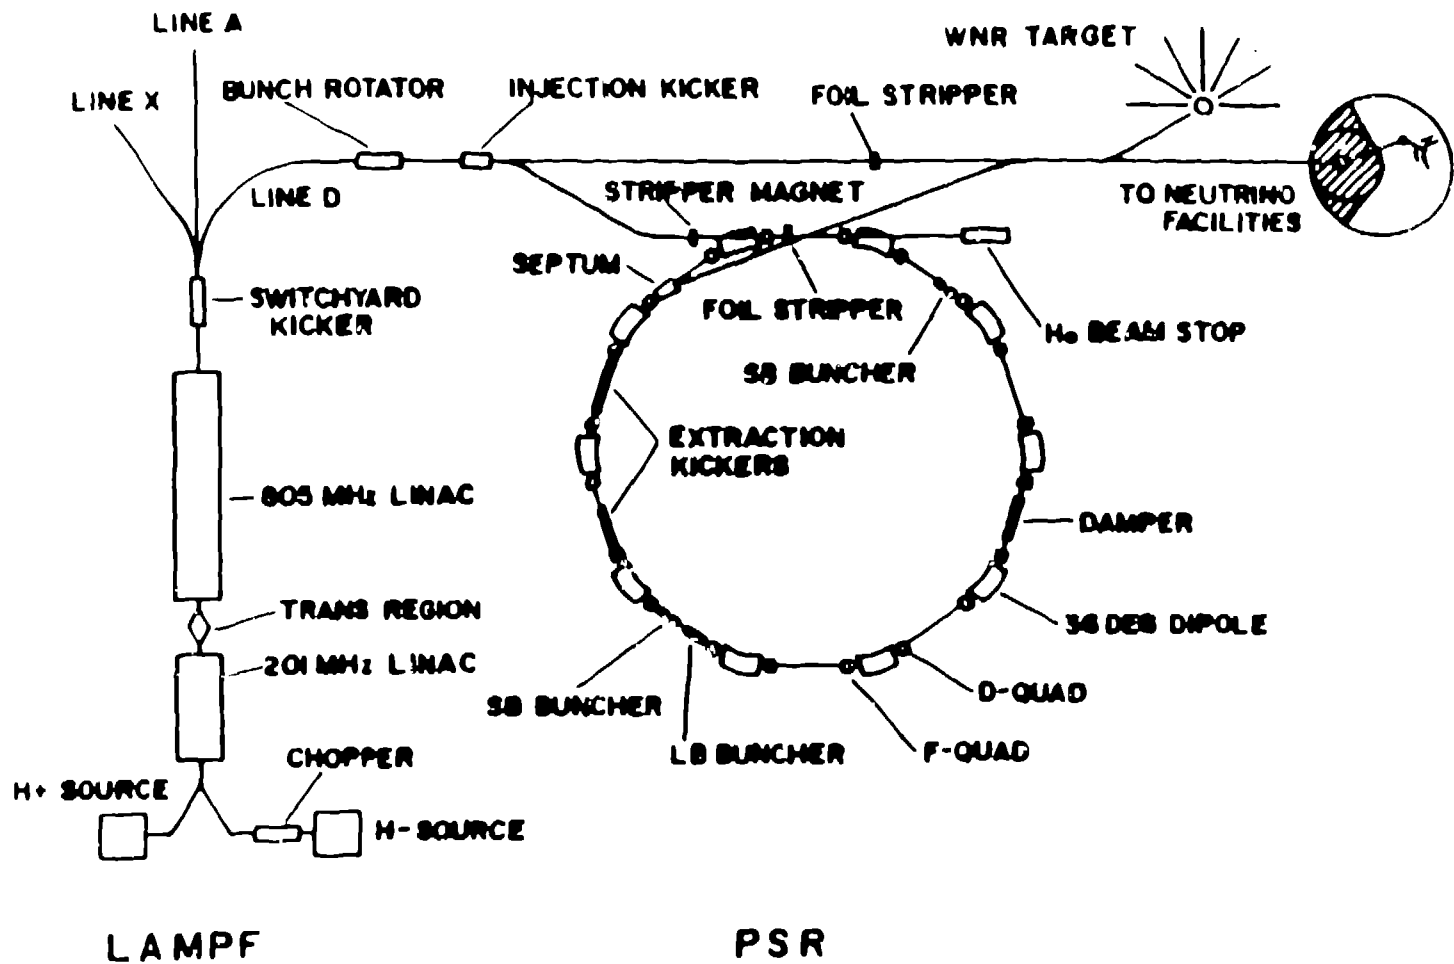 LINE A
WNR TARGET
LINE X
BUNCH ROTATOR
INJECTION KICKER
FOIL STRIPPER
LINE D
STRIPPER MAGNET
TO NEUTRINO
FACILITIES
SEPTUM
SWITCHYARD
KICKER
FOIL STRIPPER
H₀ BEAM STOP
SB BUNCHER
EXTRACTION
KICKERS
805 MHz LINAC
DAMPER
TRANS REGION
36 DEG DIPOLE
201 MHz LINAC
D-QUAD
SB BUNCHER
LB BUNCHER
F-QUAD
CHOPPER
H+ SOURCE
H- SOURCE
LAMPF
PSR